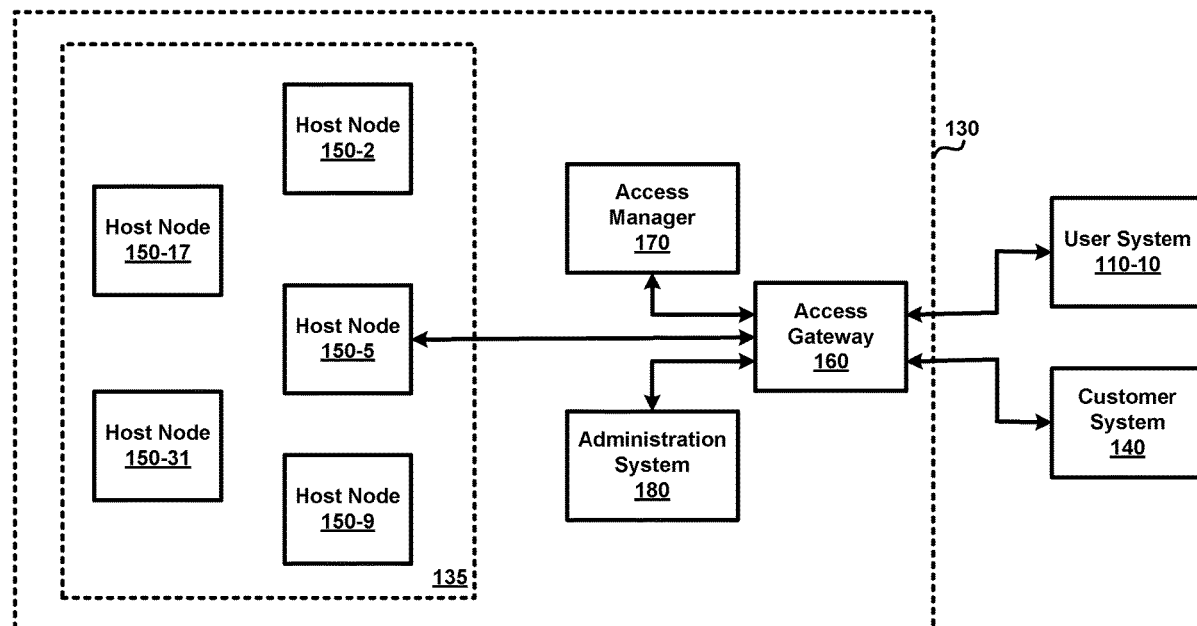 Host Node
150-2
130
Access
Manager
170
Host Node
150-17
User System
110-10
Host Node
150-5
Access
Gateway
160
Host Node
150-31
Customer
System
140
Administration
System
180
Host Node
150-9
135